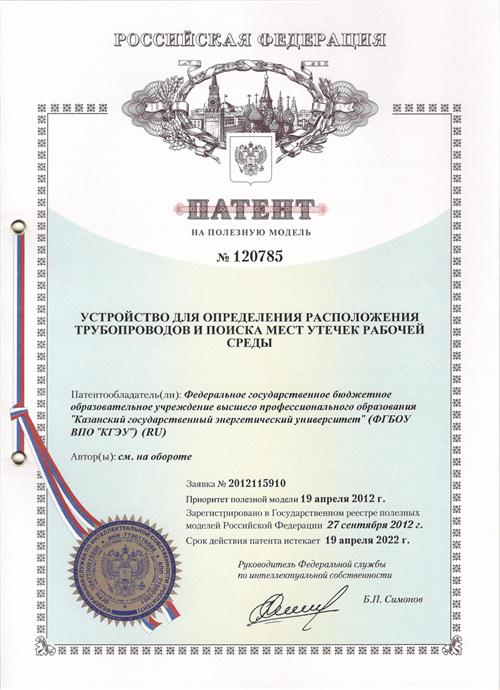 РОССИЙСКАЯ ФЕДЕРАЦИЯ
ПАТЕНТ
НА ПОЛЕЗНУЮ МОДЕЛЬ
№ 120785
УСТРОЙСТВО ДЛЯ ОПРЕДЕЛЕНИЯ РАСПОЛОЖЕНИЯ
ТРУБОПРОВОДОВ И ПОИСКА МЕСТ УТЕЧЕК РАБОЧЕЙ
СРЕДЫ
Патентообладатель(ли): Федеральное государственное бюджетное
образовательное учреждение высшего профессионального образования
"Казанский государственный энергетический университет" (ФГБОУ
ВПО "КГЭУ") (RU)
Автор(ы): см. на обороте
Заявка № 2012115910
Приоритет полезной модели 19 апреля 2012 г.
Зарегистрировано в Государственном реестре полезных
моделей Российской Федерации 27 сентября 2012 г.
Срок действия патента истекает 19 апреля 2022 г.
Руководитель Федеральной службы
по интеллектуальной собственности
Б.П. Симонов